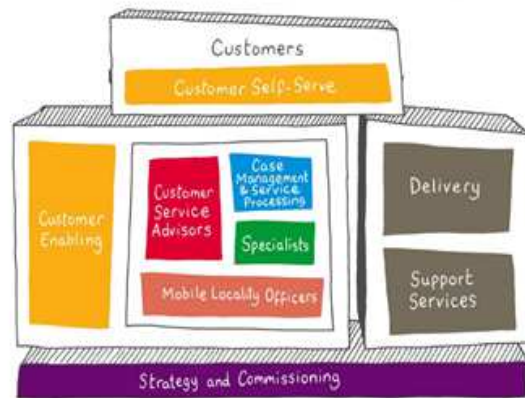 Customers
Customer Self-Serve
Customer
Enabling
Customer
Service
Advisors
Case
Management
& Service
Processing
Specialists
Mobile Locality Officers
Delivery
Support
Services
Strategy and Commissioning